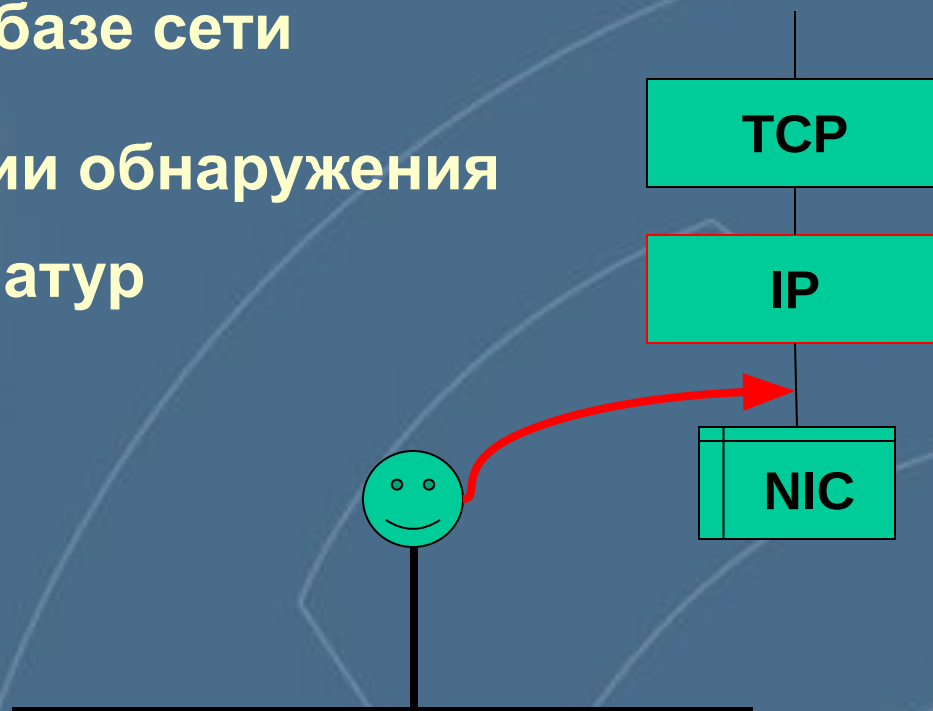 базе сети
ии обнаружения
атур
TCP
IP
NIC